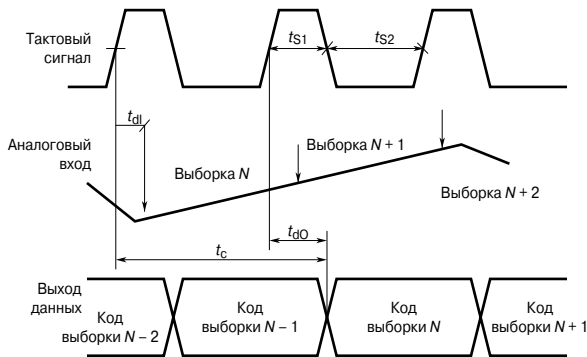 Тактовый
сигнал
tS1
tS2
tdI
Аналоговый
вход
Выборка N
Выборка N + 1
Выборка N + 2
tdO
tc
Выход
данных
Код
выборки N – 2
Код
выборки N – 1
Код
выборки N
Код
выборки N + 1